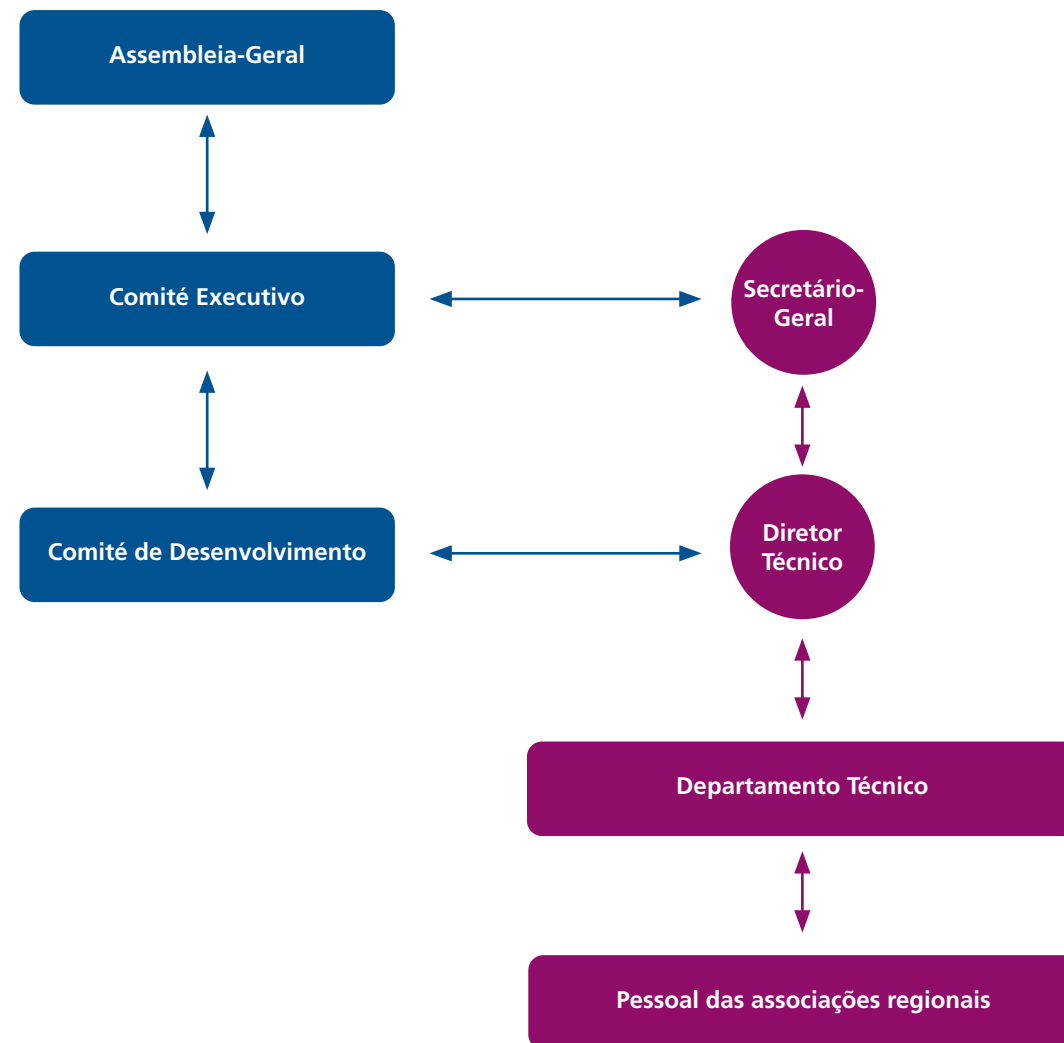 Assembleia-Geral
Comité Executivo
Secretário-
Geral
Comité de Desenvolvimento
Diretor
Técnico
Departamento Técnico
Pessoal das associações regionais